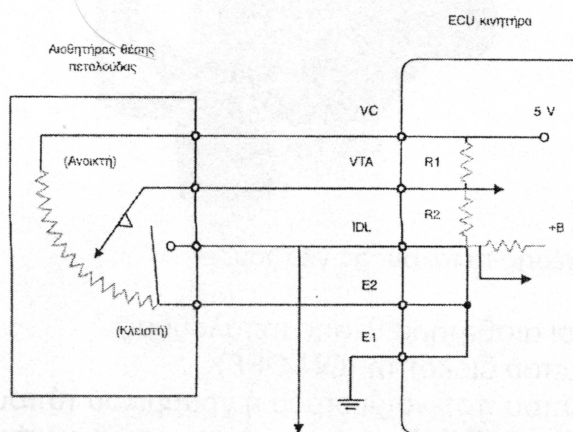 ECU κινητήρα
Αισθητήρας θέσης
πεταλούδας
VC
5 V
(Ανοικτή)
VTA
R1
R2
IDL
+B
E2
(Κλειστή)
E1